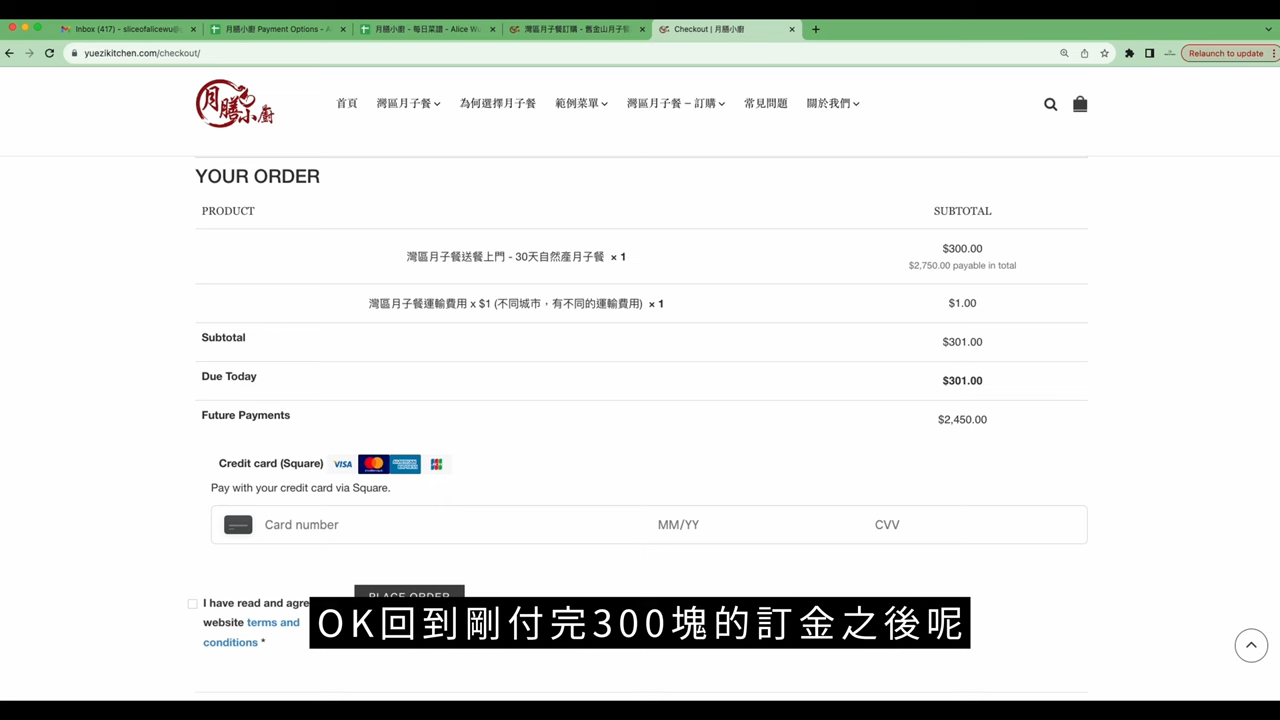 Inbox (417) - sliceofalicewu@
月膳小廚 Payment Options - A
月膳小廚 - 每日菜譜 - Alice Wu
灣區月子餐訂購 - 舊金山月子餐
Checkout | 月膳小廚
yuezikitchen.com/checkout/
Relaunch to update
月膳小廚
首頁 灣區月子餐 為何選擇月子餐 範例菜單 灣區月子餐 – 訂購 常見問題 關於我們
YOUR ORDER
PRODUCT SUBTOTAL
灣區月子餐送餐上門 - 30天自然產月子餐 × 1 $300.00
$2,750.00 payable in total
灣區月子餐運輸費用 x $1 (不同城市，有不同的運輸費用) × 1 $1.00
Subtotal $301.00
Due Today $301.00
Future Payments $2,450.00
Credit card (Square) VISA
Pay with your credit card via Square.
Card number MM/YY CVV
PLACE ORDER
I have read and agre
website terms and
conditions *
OK回到剛付完300塊的訂金之後呢